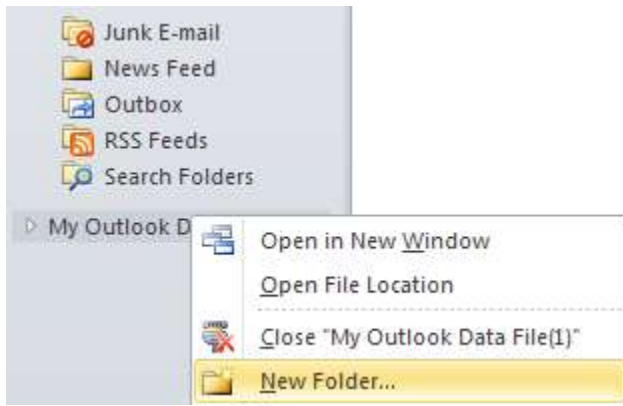 Junk E-mail
News Feed
Outbox
RSS Feeds
Search Folders
My Outlook D
Open in New Window
Open File Location
Close "My Outlook Data File(1)"
New Folder...